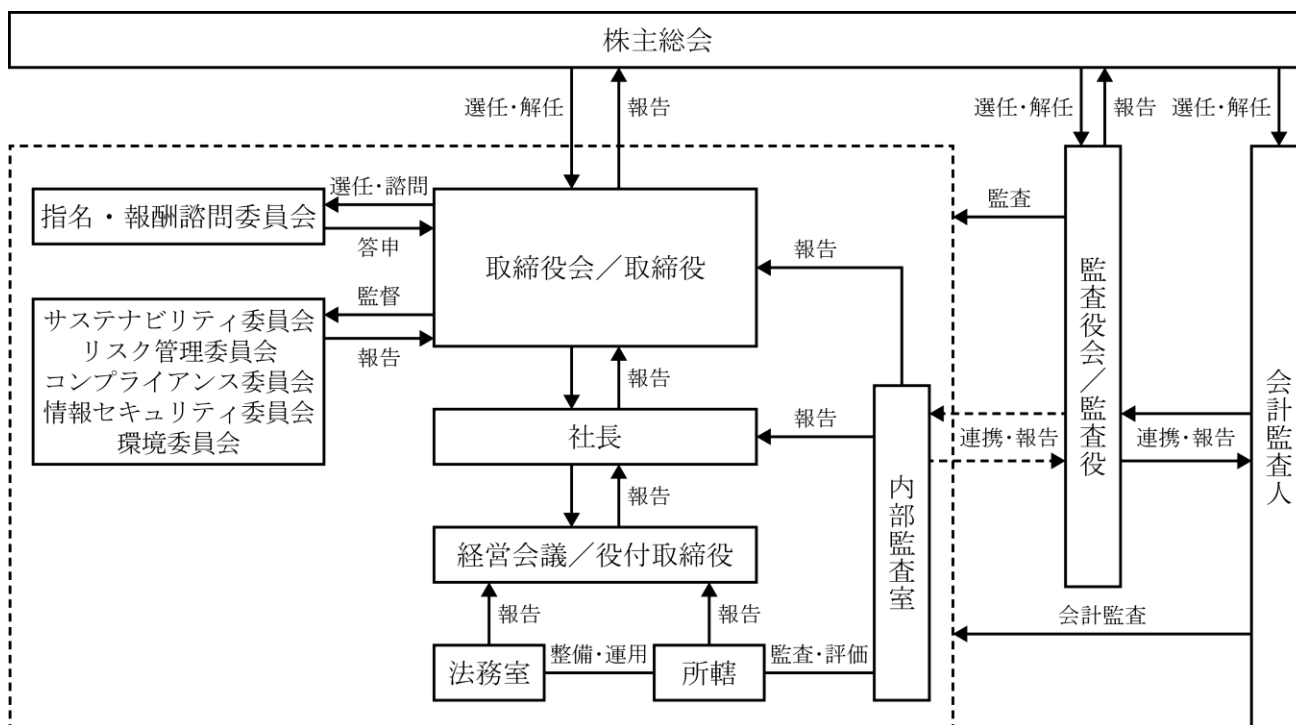 株主総会
選任・解任
報告
選任・解任
報告
選任・解任
指名・報酬諮問委員会
選任・諮問
答申
取締役会／取締役
監査
報告
監査役会／監査役
会計監査人
サステナビリティ委員会
リスク管理委員会
コンプライアンス委員会
情報セキュリティ委員会
環境委員会
監督
報告
報告
社長
報告
内部監査室
連携・報告
連携・報告
報告
経営会議／役付取締役
報告
報告
会計監査
法務室
整備・運用
所轄
監査・評価